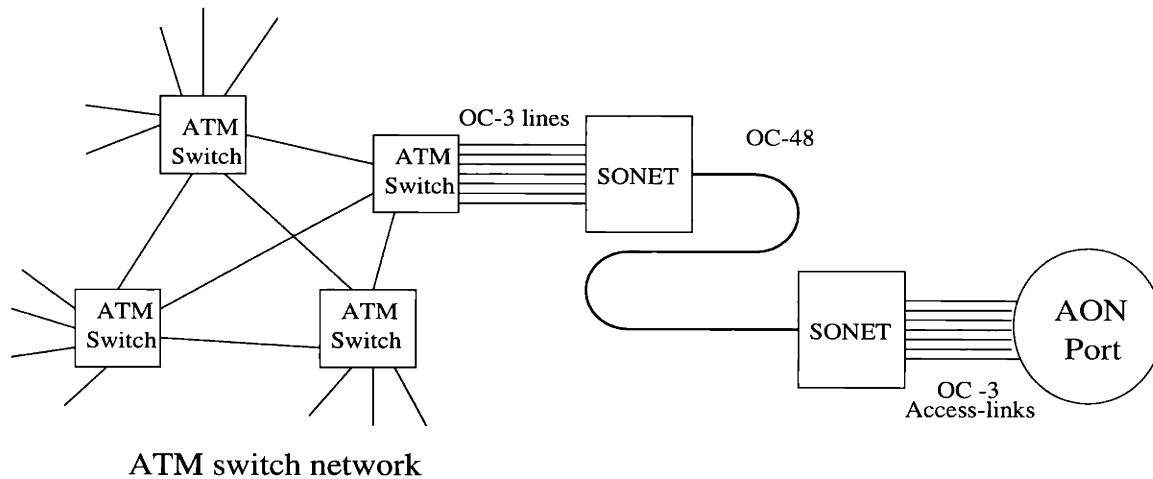 ATM
Switch
OC-3 lines
ATM
Switch
SONET
OC-48
ATM
Switch
ATM
Switch
SONET
AON
Port
OC -3
Access-links
ATM switch network